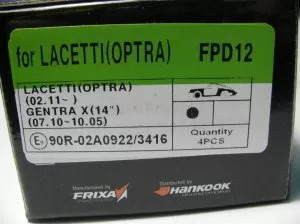 for LACETTI(OPTRA) FPD12
LACETTI(OPTRA)
(02.11~ )
GENTRA X(14")
(07.10~10.05)
E4 90R-02A0922/3416
Quantity
4PCS
Manufactured by
FRIXA
Distributed by
HANKOOK